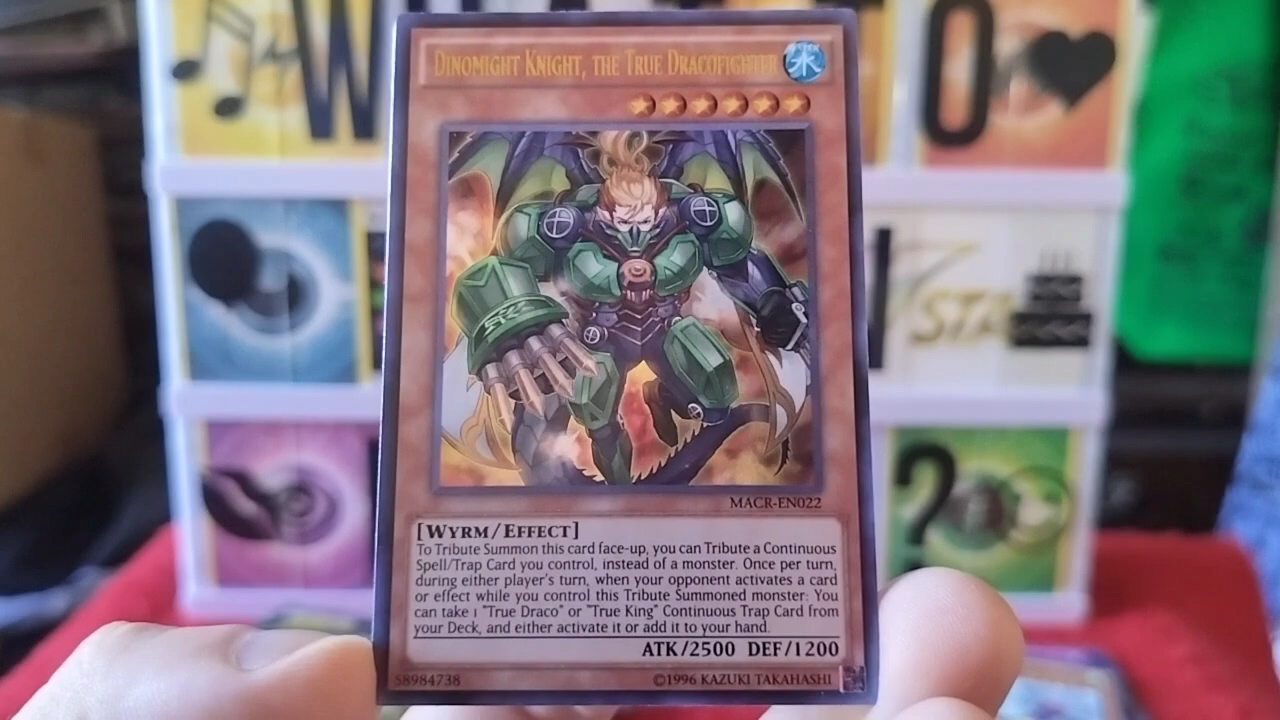 DINOMIGHT KNIGHT, THE TRUE DRACOFIGHTER
水
MACR-EN022
[WYRM/EFFECT]
To Tribute Summon this card face-up, you can Tribute a Continuous
Spell/Trap Card you control, instead of a monster. Once per turn,
during either player's turn, when your opponent activates a card
or effect while you control this Tribute Summoned monster: You
can take 1 "True Draco" or "True King" Continuous Trap Card from
your Deck, and either activate it or add it to your hand.
ATK/2500 DEF/1200
58984738
©1996 KAZUKI TAKAHASHI
W
O
STA
?